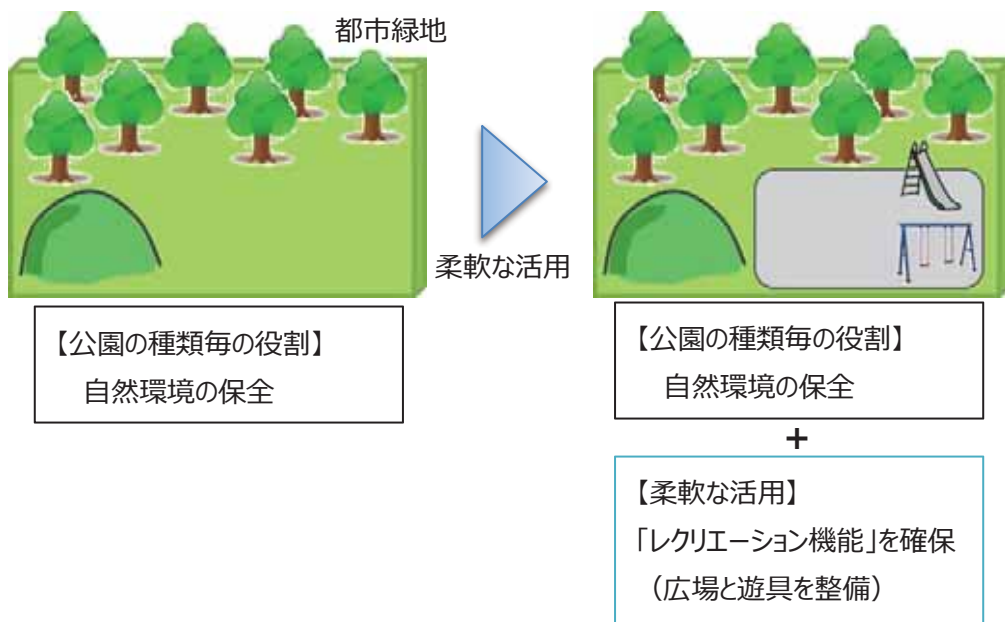 都市緑地
柔軟な活用
【公園の種類毎の役割】
自然環境の保全
【公園の種類毎の役割】
自然環境の保全
+
【柔軟な活用】
「レクリエーション機能」を確保
（広場と遊具を整備）